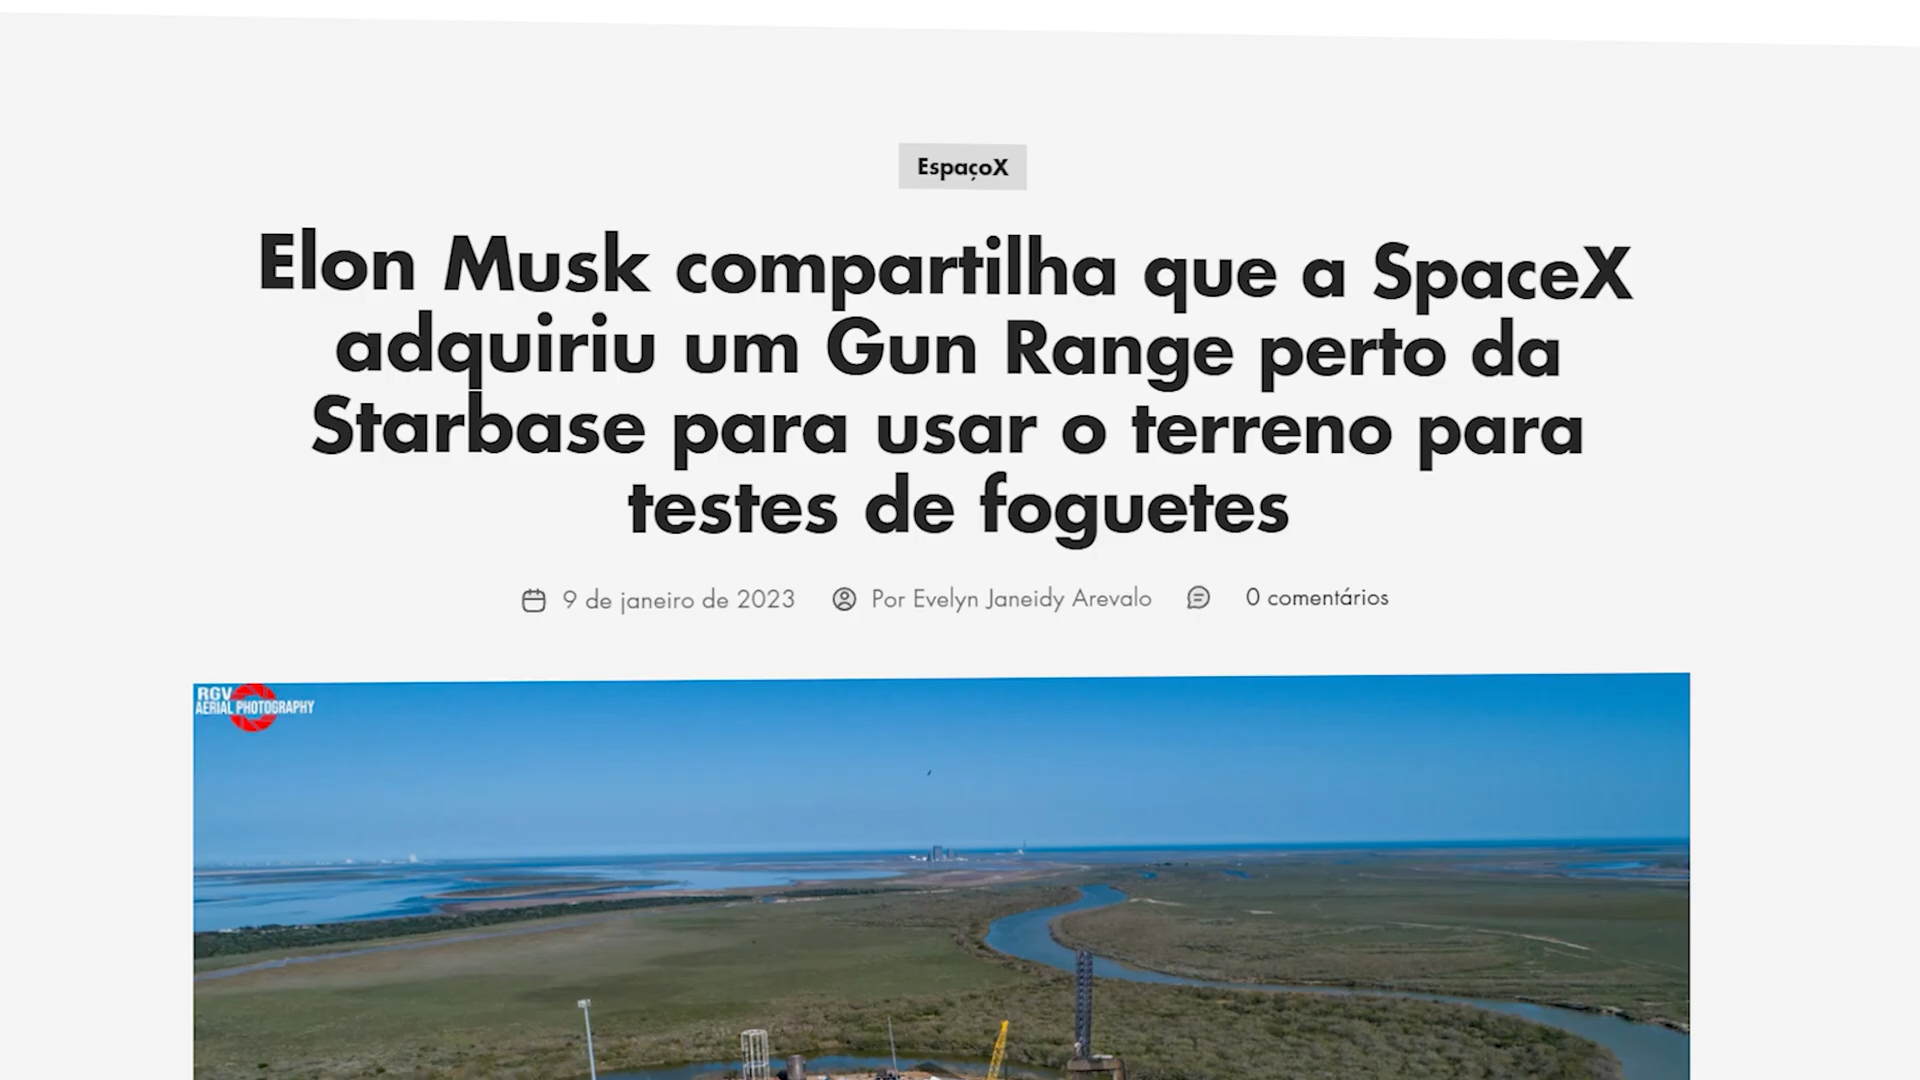 EspaçoX
Elon Musk compartilha que a SpaceX
adquiriu um Gun Range perto da
Starbase para usar o terreno para
testes de foguetes
9 de janeiro de 2023 Por Evelyn Janeidy Arevalo 0 comentários
RGV
AERIAL PHOTOGRAPHY